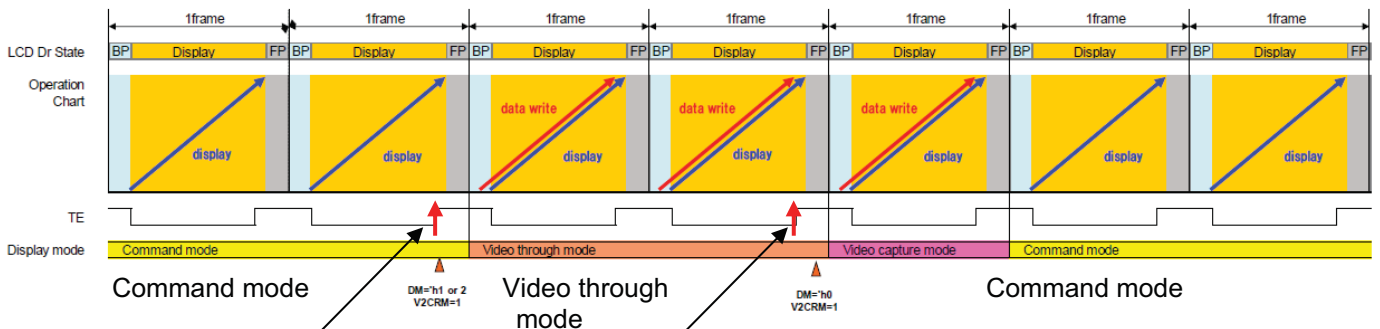 1frame 1frame 1frame 1frame 1frame 1frame 1frame
LCD Dr State BP Display FP BP Display FP BP Display FP BP Display FP BP Display FP BP Display FP BP Display FP
Operation
Chart
data write data write data write
display display display display display display display
TE
Display mode Command mode Video through mode Video capture mode Command mode
Command mode Video through
mode Command mode
DM='h1 or 2
V2CRM=1
DM='h0
V2CRM=1